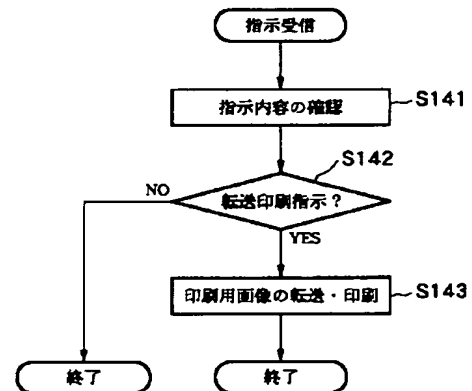 指示受信
指示内容の確認
S141
S142
転送印刷指示？
NO
YES
印刷用画像の転送・印刷
S143
終了
終了